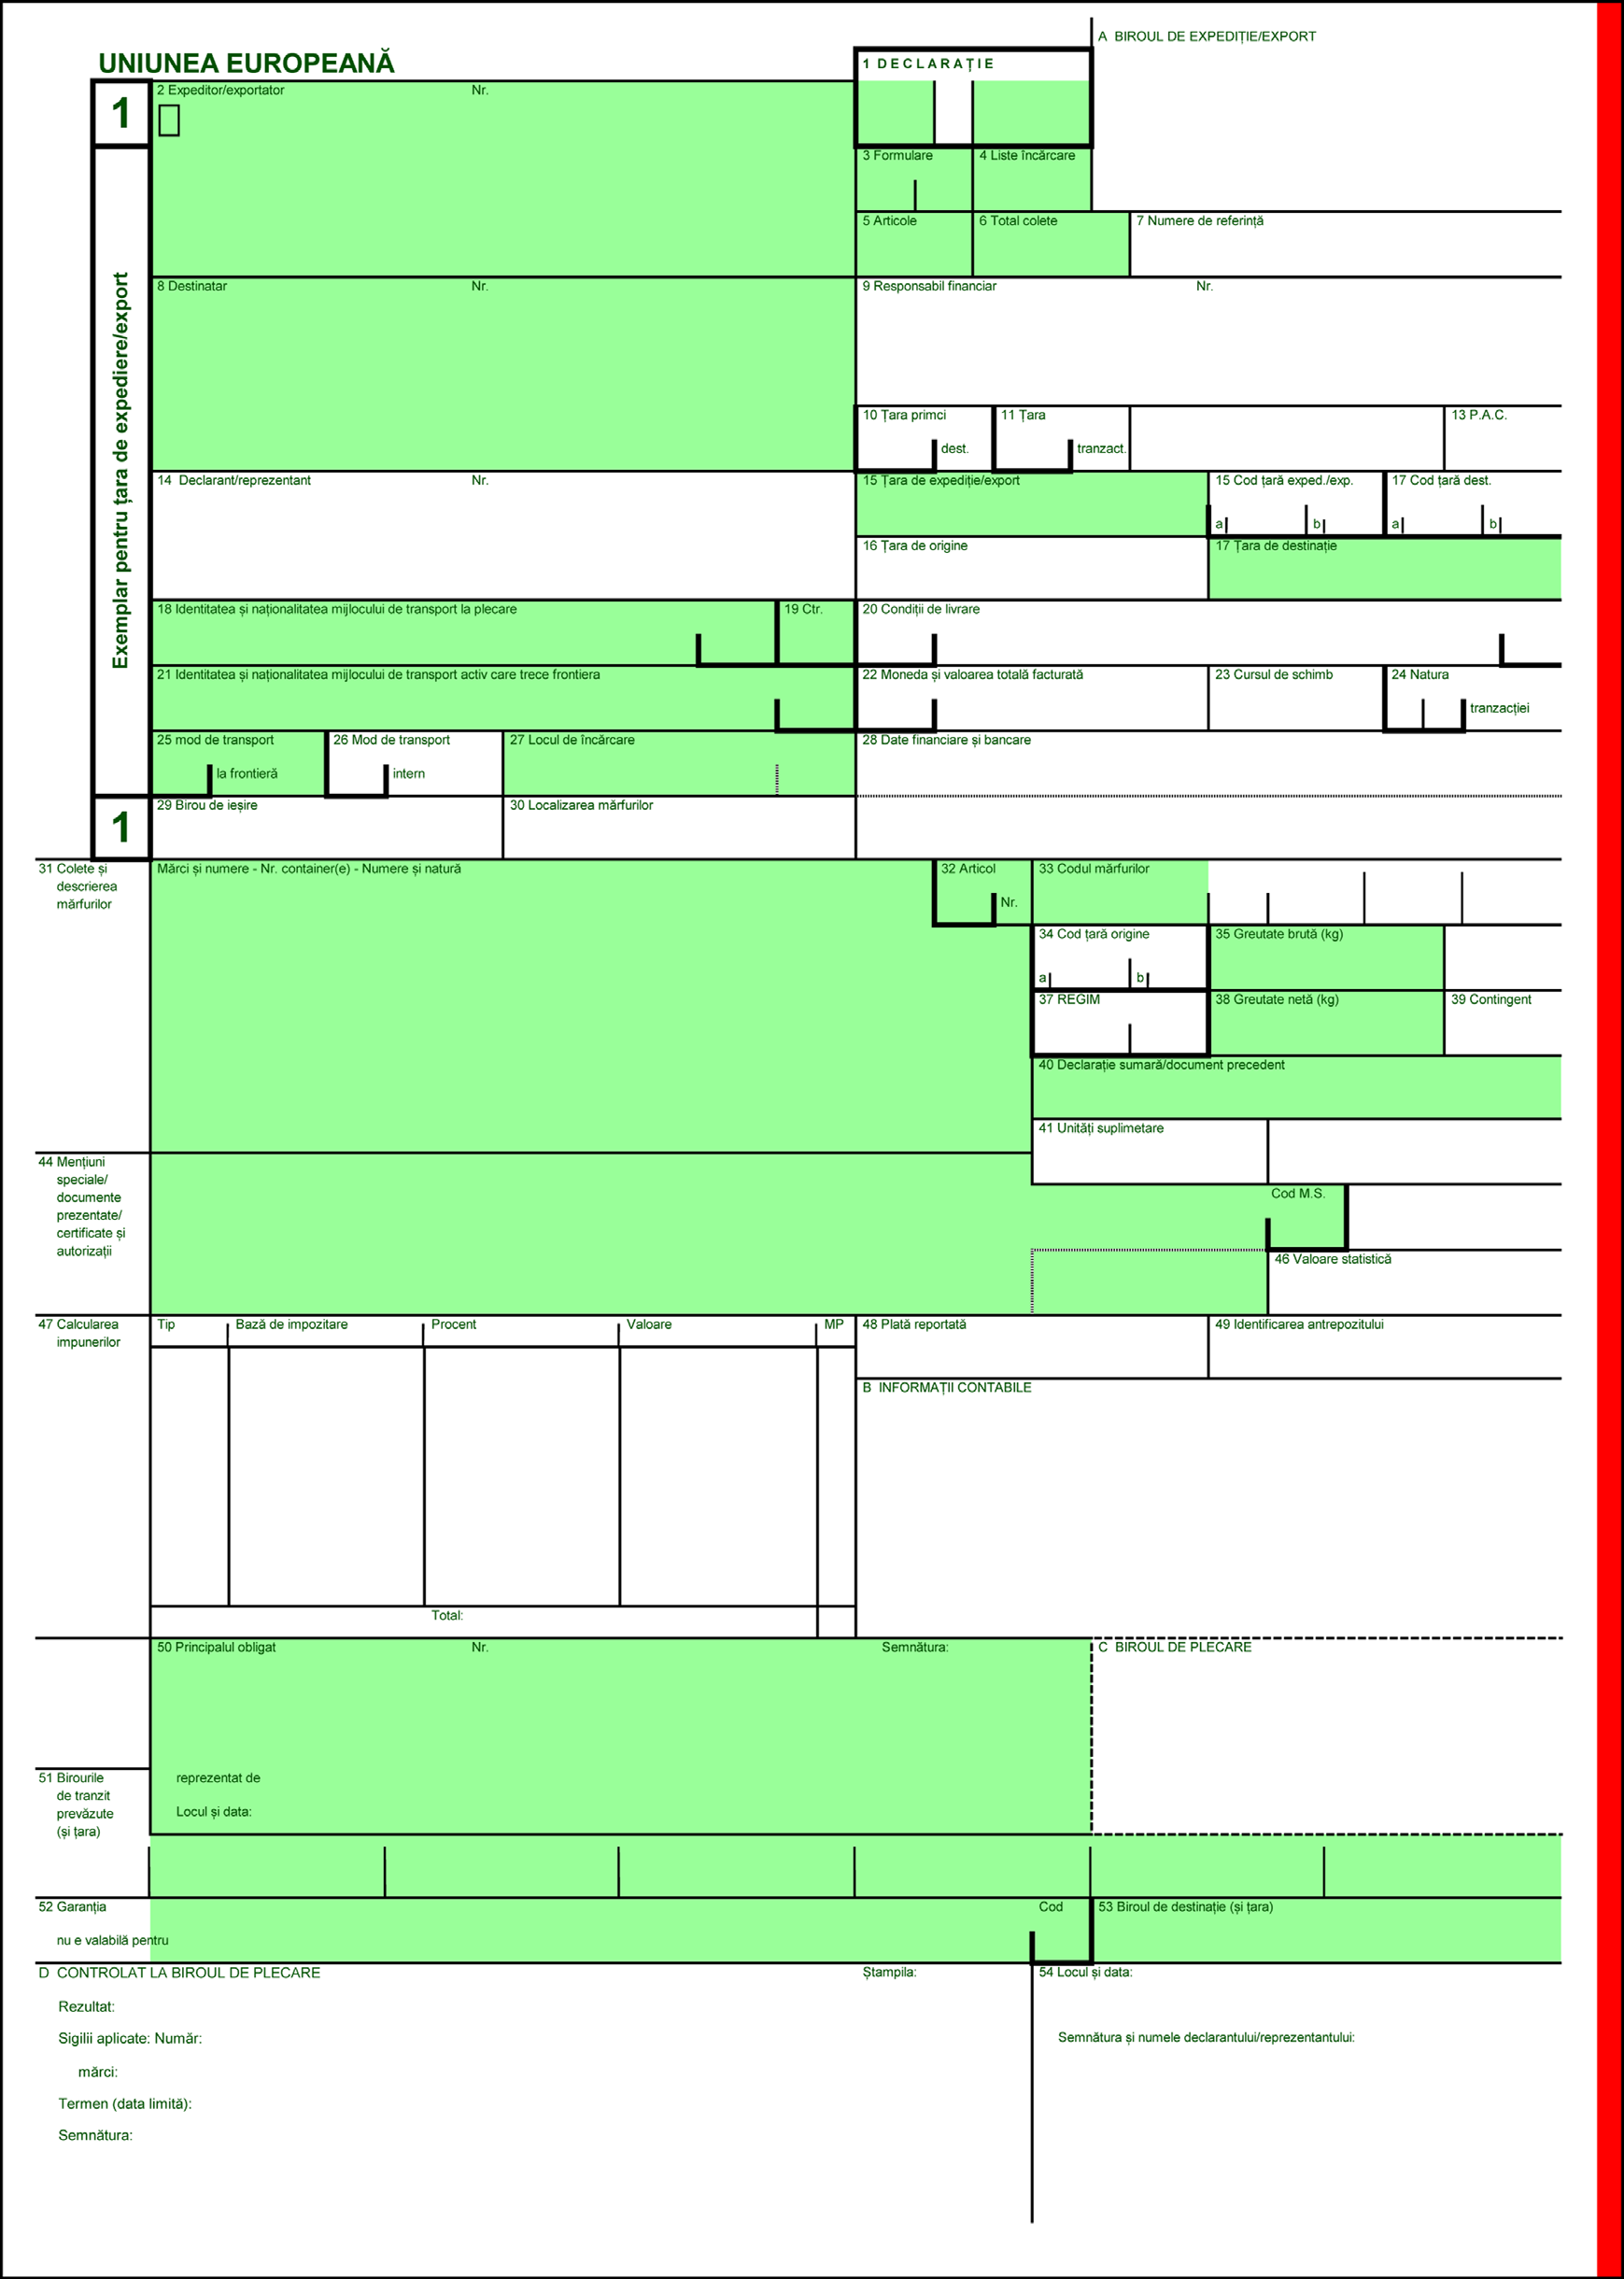 A BIROUL DE EXPEDIȚIE/EXPORT
UNIUNEA EUROPEANĂ
1 DECLARAȚIE
1
2 Expeditor/exportator Nr.
3 Formulare
4 Liste încărcare
5 Articole
6 Total colete
7 Numere de referință
Exemplar pentru țara de expediere/export
8 Destinatar Nr.
9 Responsabil financiar Nr.
10 Țara primci
dest.
11 Țara
tranzact.
13 P.A.C.
14 Declarant/reprezentant Nr.
15 Țara de expediție/export
15 Cod țară exped./exp.
a b
17 Cod țară dest.
a b
16 Țara de origine
17 Țara de destinație
18 Identitatea și naționalitatea mijlocului de transport la plecare
19 Ctr.
20 Condiții de livrare
21 Identitatea și naționalitatea mijlocului de transport activ care trece frontiera
22 Moneda și valoarea totală facturată
23 Cursul de schimb
24 Natura
tranzacției
25 mod de transport
la frontieră
26 Mod de transport
intern
27 Locul de încărcare
28 Date financiare și bancare
1
29 Birou de ieșire
30 Localizarea mărfurilor
31 Colete și
descrierea
mărfurilor
Mărci și numere - Nr. container(e) - Numere și natură
32 Articol
Nr.
33 Codul mărfurilor
34 Cod țară origine
a b
35 Greutate brută (kg)
37 REGIM
38 Greutate netă (kg)
39 Contingent
40 Declarație sumară/document precedent
41 Unități suplimetare
44 Mențiuni
speciale/
documente
prezentate/
certificate și
autorizații
Cod M.S.
46 Valoare statistică
47 Calcularea
impunerilor
Tip Bază de impozitare Procent Valoare MP
48 Plată reportată
49 Identificarea antrepozitului
B INFORMAȚII CONTABILE
Total:
50 Principalul obligat Nr. Semnătura:
C BIROUL DE PLECARE
reprezentat de
Locul și data:
51 Birourile
de tranzit
prevăzute
(și țara)
52 Garanția
nu e valabilă pentru
Cod
53 Biroul de destinație (și țara)
D CONTROLAT LA BIROUL DE PLECARE
Ștampila:
Rezultat:
Sigilii aplicate: Număr:
mărci:
Termen (data limită):
Semnătura:
54 Locul și data:
Semnătura și numele declarantului/reprezentantului: